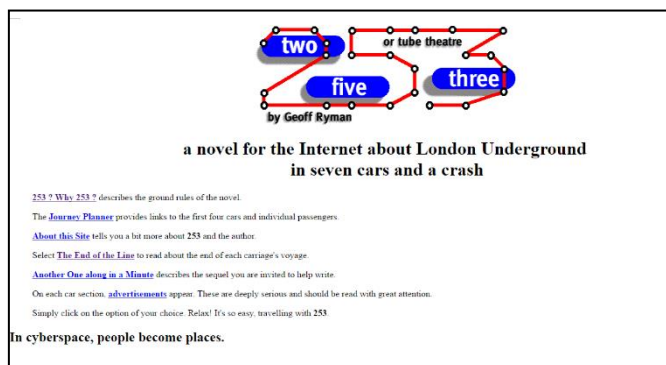 two
or tube theatre
five
three
by Geoff Ryman
a novel for the Internet about London Underground
in seven cars and a crash
253 ? Why 253 ? describes the ground rules of the novel.
The Journey Planner provides links to the first four cars and individual passengers.
About this Site tells you a bit more about 253 and the author.
Select The End of the Line to read about the end of each carriage's voyage.
Another One along in a Minute describes the sequel you are invited to help write.
On each car section, advertisements appear. These are deeply serious and should be read with great attention.
Simply click on the option of your choice. Relax! It's so easy, travelling with 253.
In cyberspace, people become places.